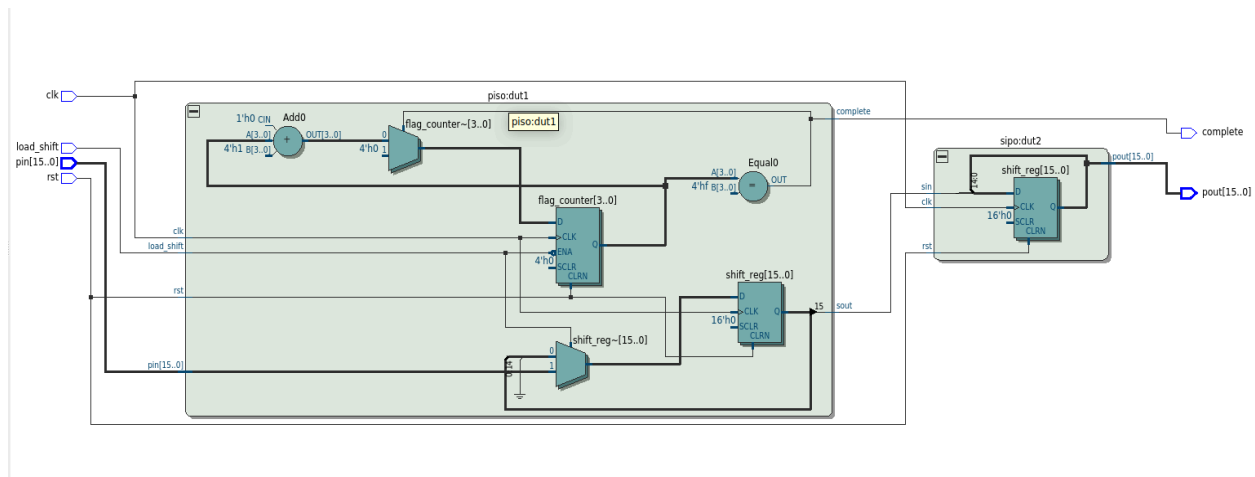 clk
load_shift
pin[15..0]
rst
piso:dut1
piso:dut1
1'h0 CIN
Add0
A[3..0]
OUT[3..0]
4'h1 B[3..0]
+
flag_counter~[3..0]
0
4'h0 1
flag_counter[3..0]
D
CLK
ENA
4'h0
SCLR
CLRN
Q
Equal0
A[3..0]
4'hf B[3..0]
=
OUT
complete
clk
load_shift
rst
pin[15..0]
shift_reg~[15..0]
0
1
0:14
shift_reg[15..0]
D
CLK
16'h0
SCLR
CLRN
Q
15
sout
sipo:dut2
shift_reg[15..0]
14:0
sin
clk
rst
D
CLK
16'h0
SCLR
CLRN
Q
pout[15..0]
complete
pout[15..0]